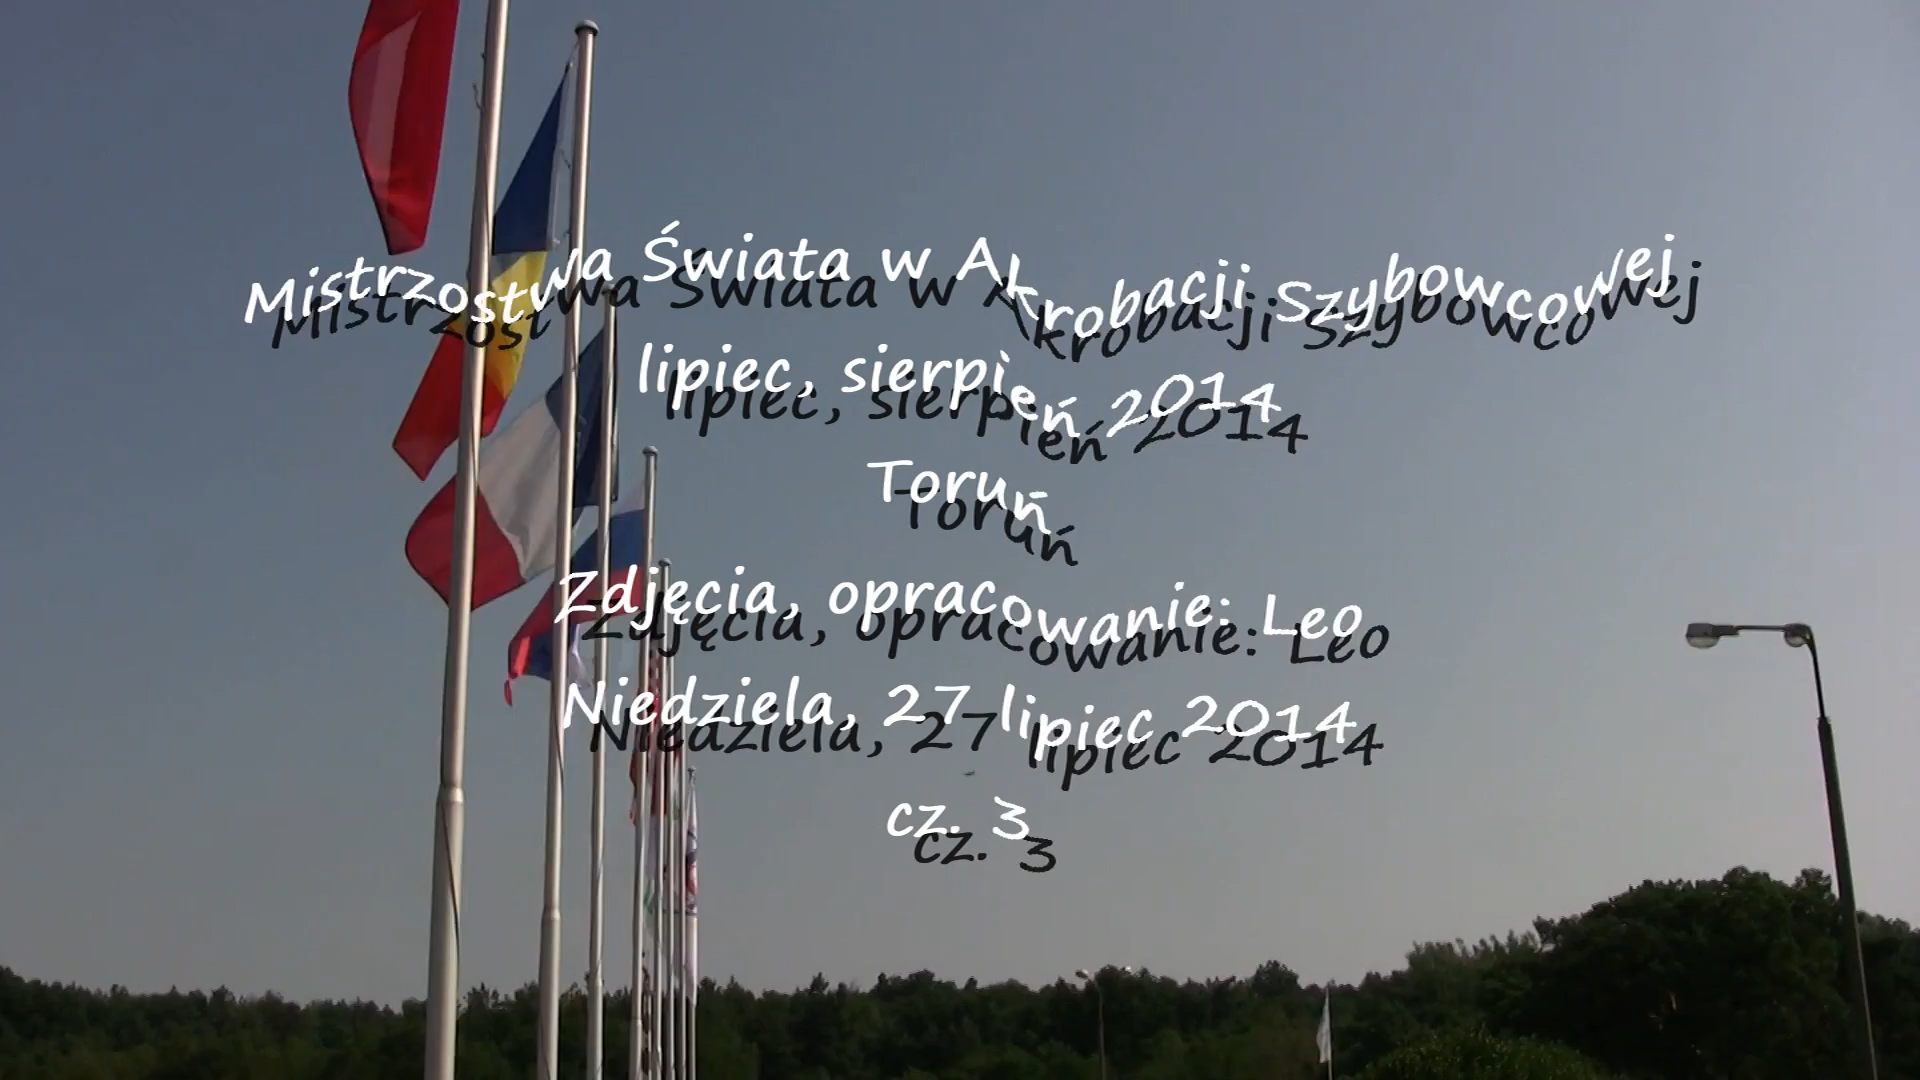 Mistrzostwa Świata w Akrobacji Szybowcowej
lipiec, sierpień 2014
Toruń
Zdjęcia, opracowanie: Leo
Niedziela, 27 lipiec 2014
cz. 3